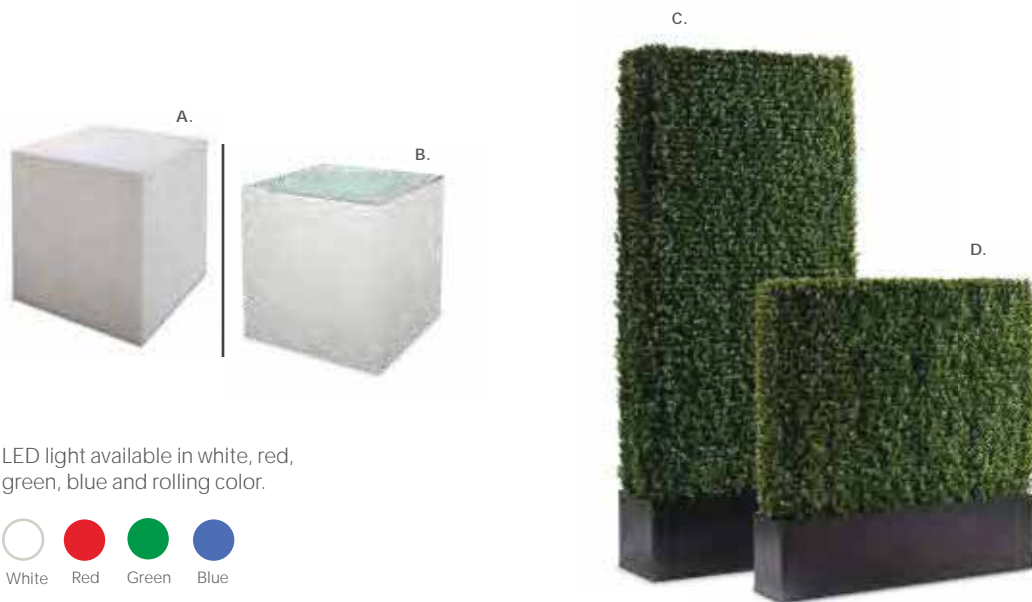 A.
B.
C.
D.
LED light available in white, red,
green, blue and rolling color.
White Red Green Blue